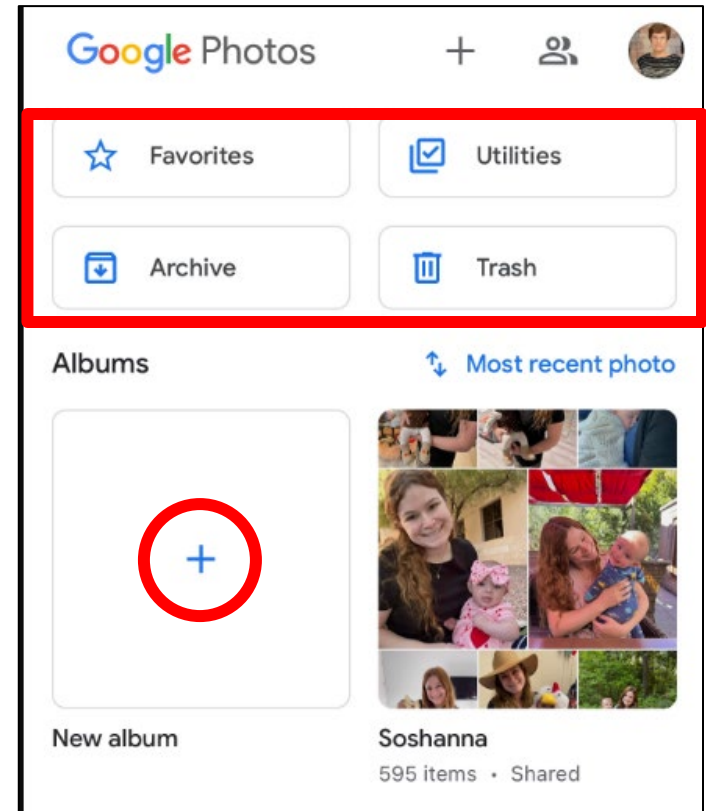 Google Photos
Favorites
Utilities
Archive
Trash
Albums
Most recent photo
New album
Soshanna
595 items • Shared